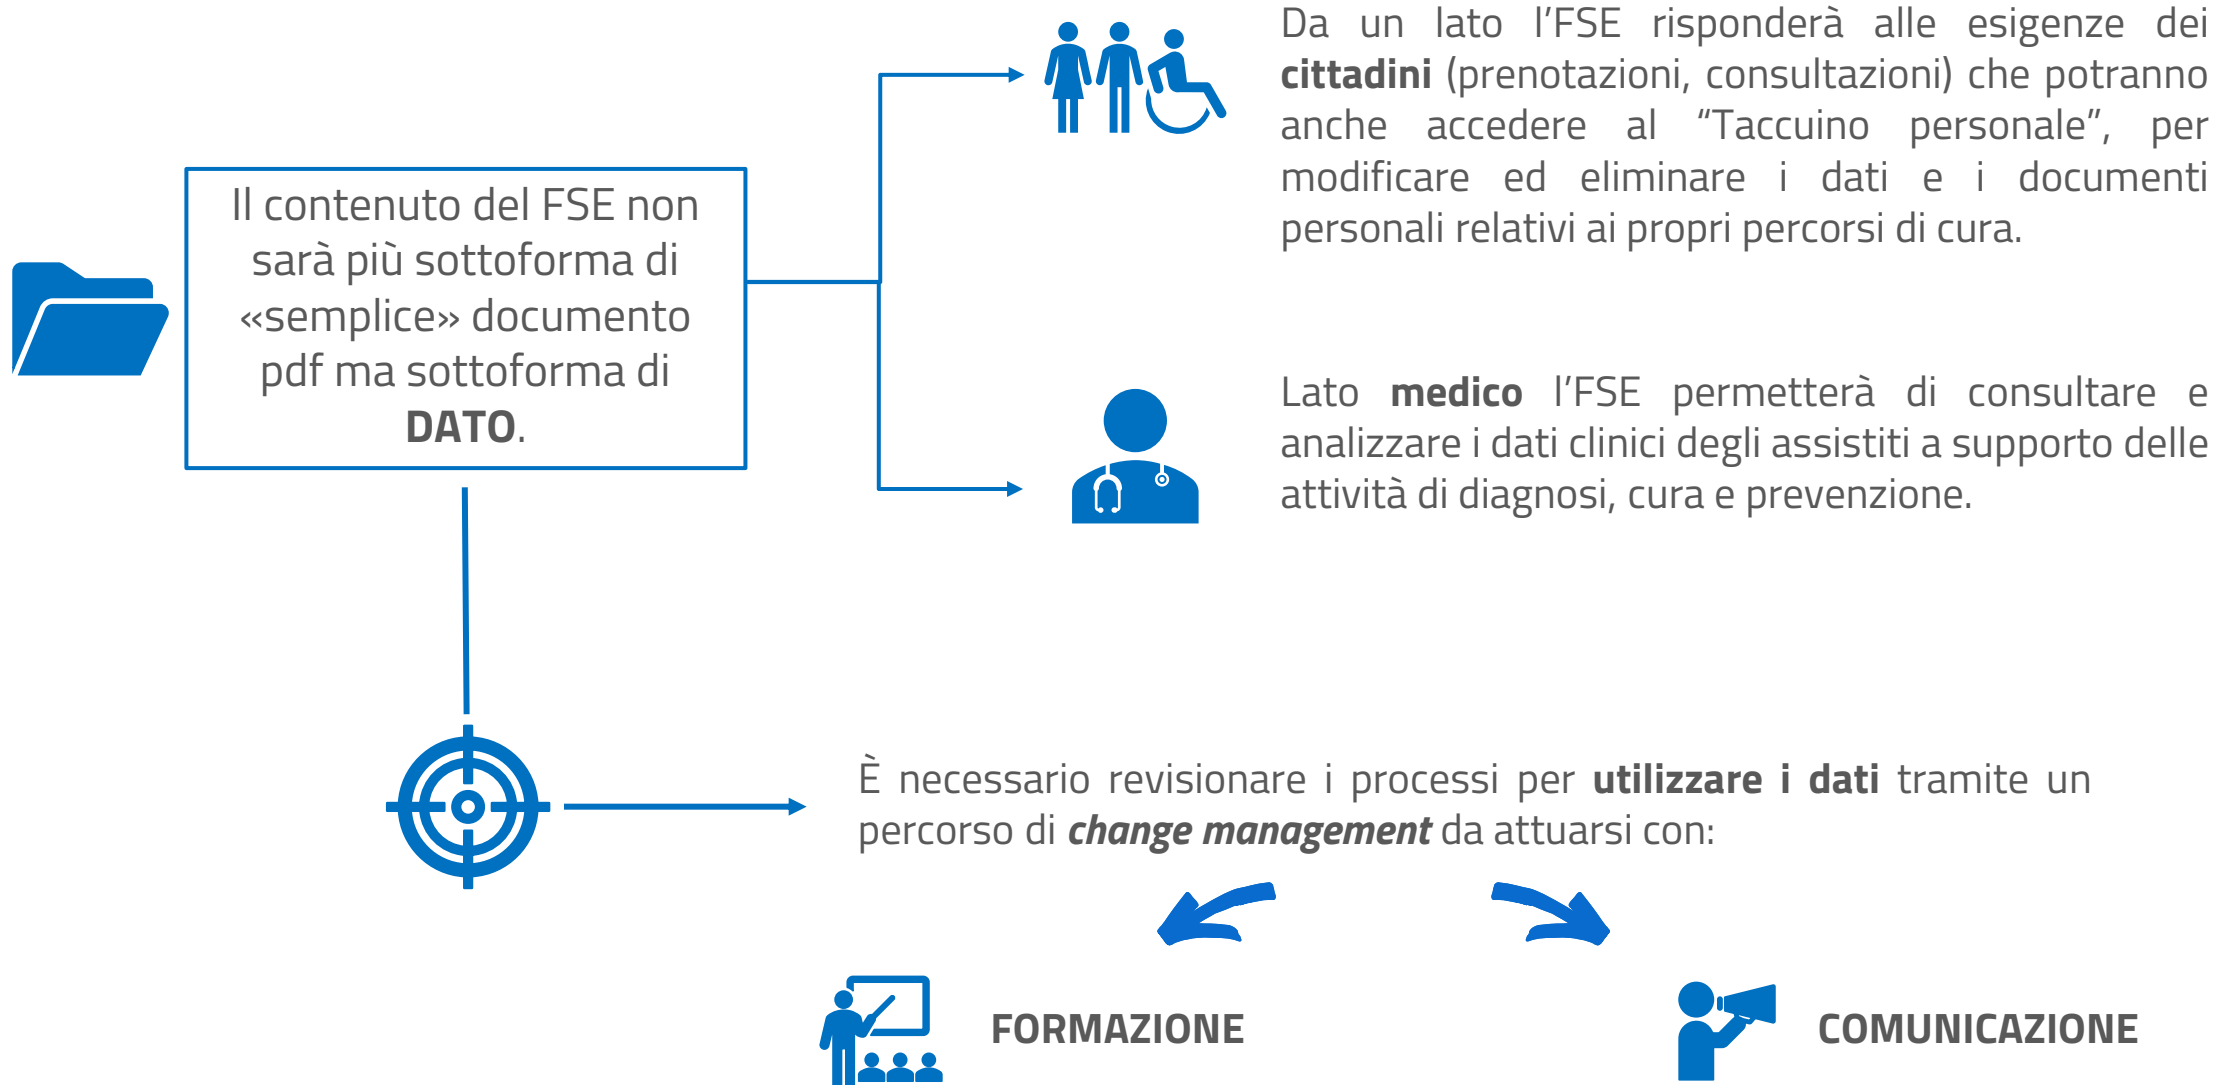 Il contenuto del FSE non
sarà più sottoforma di
«semplice» documento
pdf ma sottoforma di
DATO.
Da un lato l’FSE risponderà alle esigenze dei
cittadini (prenotazioni, consultazioni) che potranno
anche accedere al “Taccuino personale”, per
modificare ed eliminare i dati e i documenti
personali relativi ai propri percorsi di cura.
Lato medico l’FSE permetterà di consultare e
analizzare i dati clinici degli assistiti a supporto delle
attività di diagnosi, cura e prevenzione.
È necessario revisionare i processi per utilizzare i dati tramite un
percorso di change management da attuarsi con:
FORMAZIONE
COMUNICAZIONE